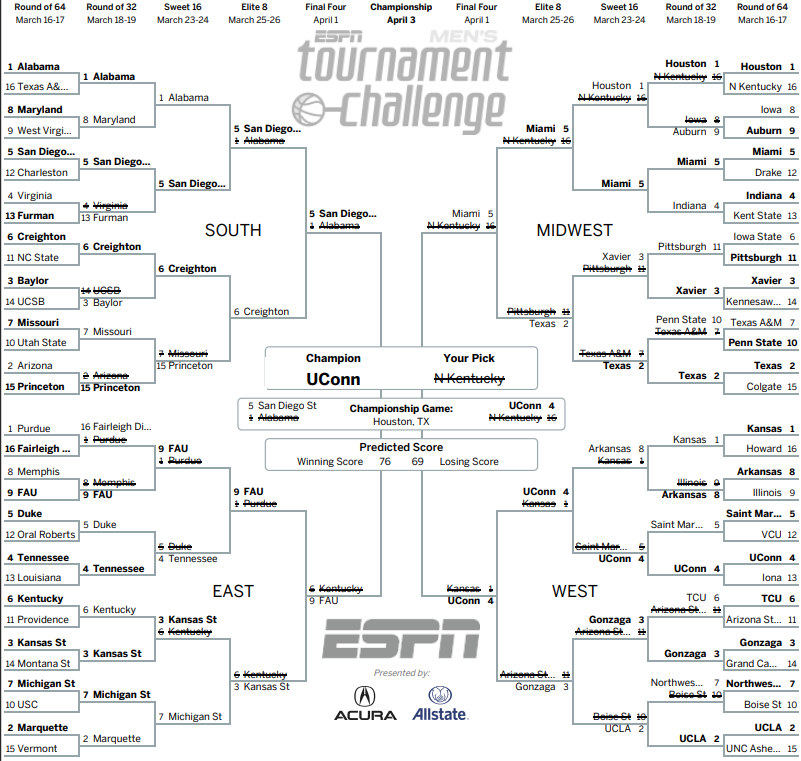 Round of 64 Round of 32 Sweet 16 Elite 8 Final Four Championship Final Four Elite 8 Sweet 16 Round of 32 Round of 64
March 16-17 March 18-19 March 23-24 March 25-26 April 1 April 3 April 1 March 25-26 March 23-24 March 18-19 March 16-17
ESPN MEN'S
tournament
challenge
1 Alabama
16 Texas A&...
8 Maryland
9 West Virgi...
5 San Diego...
12 Charleston
4 Virginia
13 Furman
6 Creighton
11 NC State
3 Baylor
14 UCSB
7 Missouri
10 Utah State
2 Arizona
15 Princeton
1 Alabama
8 Maryland
5 San Diego...
4 Virginia
13 Furman
6 Creighton
14 UCSB
3 Baylor
7 Missouri
2 Arizona
15 Princeton
1 Alabama
5 San Diego...
6 Creighton
7 Missouri
15 Princeton
5 San Diego...
1 Alabama
6 Creighton
5 San Diego...
1 Alabama
SOUTH
Houston 1
N Kentucky 16
Iowa 8
Auburn 9
Miami 5
Drake 12
Indiana 4
Kent State 13
Iowa State 6
Pittsburgh 11
Xavier 3
Kennesaw... 14
Texas A&M 7
Penn State 10
Texas 2
Colgate 15
Houston 1
N Kentucky 16
Iowa 8
Auburn 9
Miami 5
Indiana 4
Pittsburgh 11
Xavier 3
Penn State 10
Texas A&M 7
Texas 2
Houston 1
N Kentucky 16
Miami 5
Xavier 3
Pittsburgh 11
Texas A&M 7
Texas 2
Miami 5
N Kentucky 16
Pittsburgh 11
Texas 2
Miami 5
N Kentucky 16
MIDWEST
Champion
UConn
Your Pick
N Kentucky
5 San Diego St
1 Alabama
Championship Game:
Houston, TX
UConn 4
N Kentucky 16
Predicted Score
Winning Score 76 69 Losing Score
1 Purdue
16 Fairleigh ...
8 Memphis
9 FAU
5 Duke
12 Oral Roberts
4 Tennessee
13 Louisiana
6 Kentucky
11 Providence
3 Kansas St
14 Montana St
7 Michigan St
10 USC
2 Marquette
15 Vermont
16 Fairleigh Di...
1 Purdue
8 Memphis
9 FAU
5 Duke
4 Tennessee
6 Kentucky
3 Kansas St
7 Michigan St
2 Marquette
9 FAU
1 Purdue
5 Duke
4 Tennessee
3 Kansas St
6 Kentucky
7 Michigan St
9 FAU
1 Purdue
6 Kentucky
3 Kansas St
6 Kentucky
9 FAU
EAST
Kansas 1
Howard 16
Arkansas 8
Illinois 9
Saint Mar... 5
VCU 12
UConn 4
Iona 13
TCU 6
Arizona St... 11
Gonzaga 3
Grand Ca... 14
Northwes... 7
Boise St 10
UCLA 2
UNC Ashe... 15
Kansas 1
Illinois 9
Arkansas 8
Saint Mar... 5
UConn 4
TCU 6
Arizona St... 11
Gonzaga 3
Northwes... 7
Boise St 10
UCLA 2
Arkansas 8
Kansas 1
Saint Mar... 5
UConn 4
Gonzaga 3
Arizona St... 11
Boise St 10
UCLA 2
UConn 4
Kansas 1
Arizona St... 11
Gonzaga 3
Kansas 1
UConn 4
WEST
ESPN
Presented by:
ACURA
Allstate.